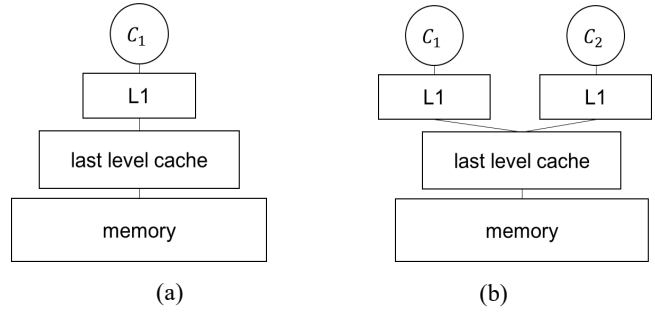 C₁
L1
last level cache
memory
(a)
C₁ C₂
L1 L1
last level cache
memory
(b)